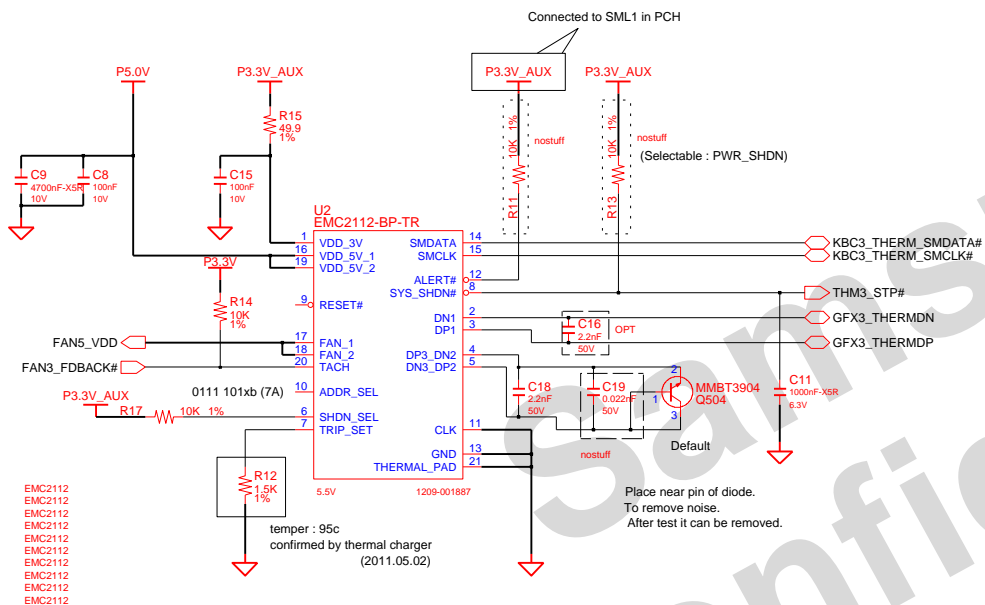 Connected to SML1 in PCH
P5.0V
P3.3V_AUX
P3.3V_AUX
P3.3V_AUX
R15
49.9
1%
10K 1%
R11
nostuff
10K 1%
R13
nostuff
(Selectable : PWR_SHDN)
C9
4700nF-X5R
10V
C8
100nF
10V
C15
100nF
10V
U2
EMC2112-BP-TR
1 VDD_3V
16 VDD_5V_1
19 VDD_5V_2
9 RESET#
17 FAN_1
18 FAN_2
20 TACH
10 ADDR_SEL
6 SHDN_SEL
7 TRIP_SET
SMDATA 14
SMCLK 15
ALERT# 12
SYS_SHDN# 8
DN1 2
DP1 3
DP3_DN2 4
DN3_DP2 5
CLK 11
GND 13
THERMAL_PAD 21
5.5V
1209-001887
P3.3V
R14
10K
1%
FAN5_VDD
FAN3_FDBACK#
0111 101xb (7A)
P3.3V_AUX
R17
10K 1%
R12
1.5K
1%
temper : 95c
confirmed by thermal charger
(2011.05.02)
KBC3_THERM_SMDATA#
KBC3_THERM_SMCLK#
THM3_STP#
GFX3_THERMDN
GFX3_THERMDP
C16
2.2nF
50V
OPT
C18
2.2nF
50V
C19
0.022nF
50V
nostuff
2
1
3
MMBT3904
Q504
Default
C11
1000nF-X5R
6.3V
Place near pin of diode.
To remove noise.
After test it can be removed.
EMC2112
EMC2112
EMC2112
EMC2112
EMC2112
EMC2112
EMC2112
EMC2112
EMC2112
EMC2112
Sams
Confi